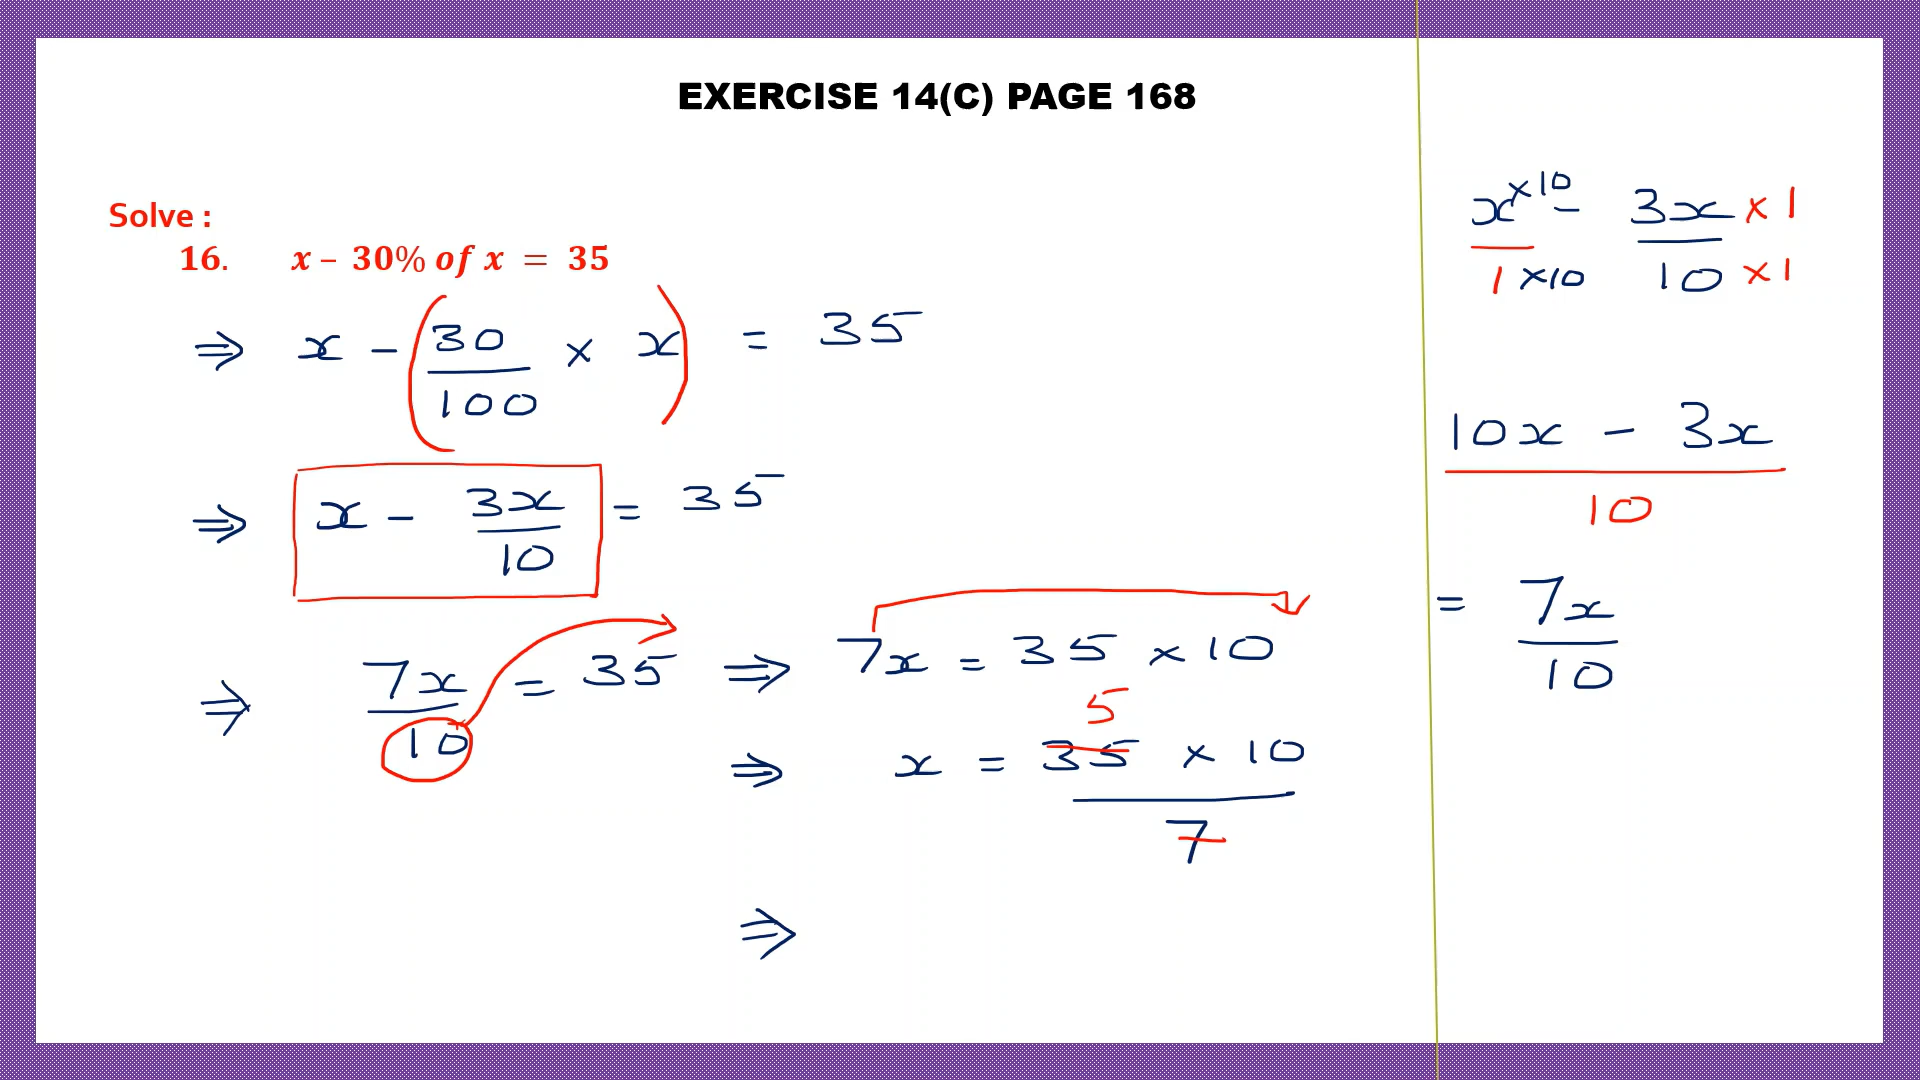 EXERCISE 14(C) PAGE 168
Solve :
16. x – 30% of x = 35
⇒ x – (30/100 × x) = 35
⇒ x – 3x/10 = 35
⇒ 7x/10 = 35
⇒ 7x = 35 × 10
5
⇒ x = 35 × 10 / 7
⇒
x × 10 / 1 × 10 – 3x × 1 / 10 × 1
10x – 3x / 10
= 7x/10